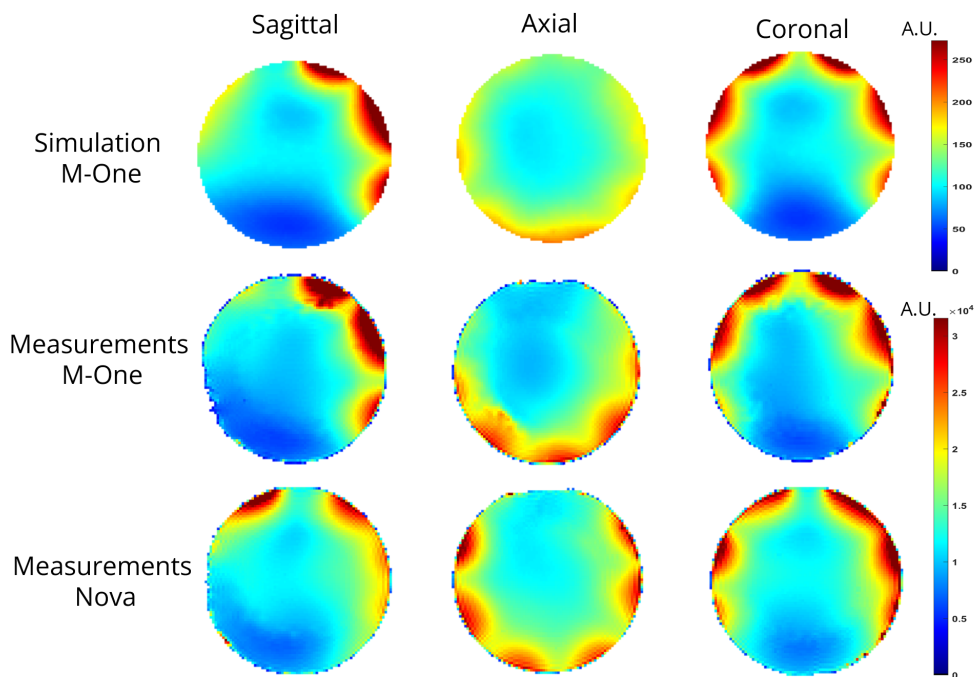 Sagittal
Axial
Coronal
A.U.
250
200
150
100
50
0
Simulation
M-One
A.U.
×10⁴
3
2.5
2
1.5
1
0.5
0
Measurements
M-One
Measurements
Nova